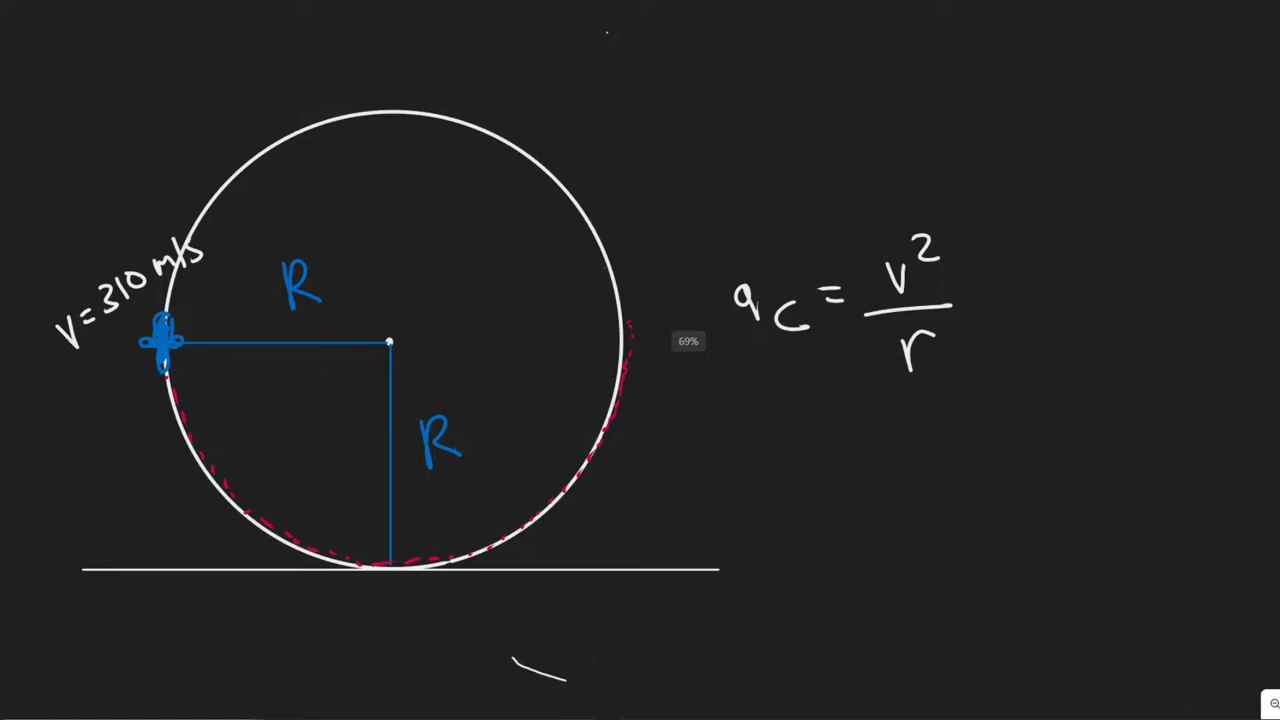 V = 310 m/s
R
R
69%
a_C = v²/r